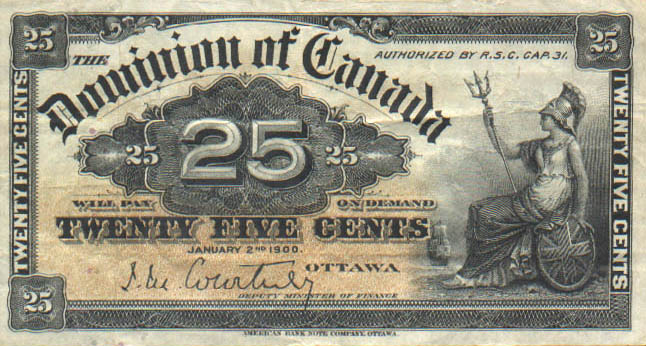 25 25
THE Dominion of Canada
AUTHORIZED BY R.S.C. CAP. 31.
TWENTY FIVE CENTS
25 25 25
TWENTY FIVE CENTS
WILL PAY ON DEMAND
TWENTY FIVE CENTS
JANUARY 2ND 1900.
J.M. Courtney OTTAWA
DEPUTY MINISTER OF FINANCE
25 25
AMERICAN BANK NOTE COMPANY, OTTAWA.